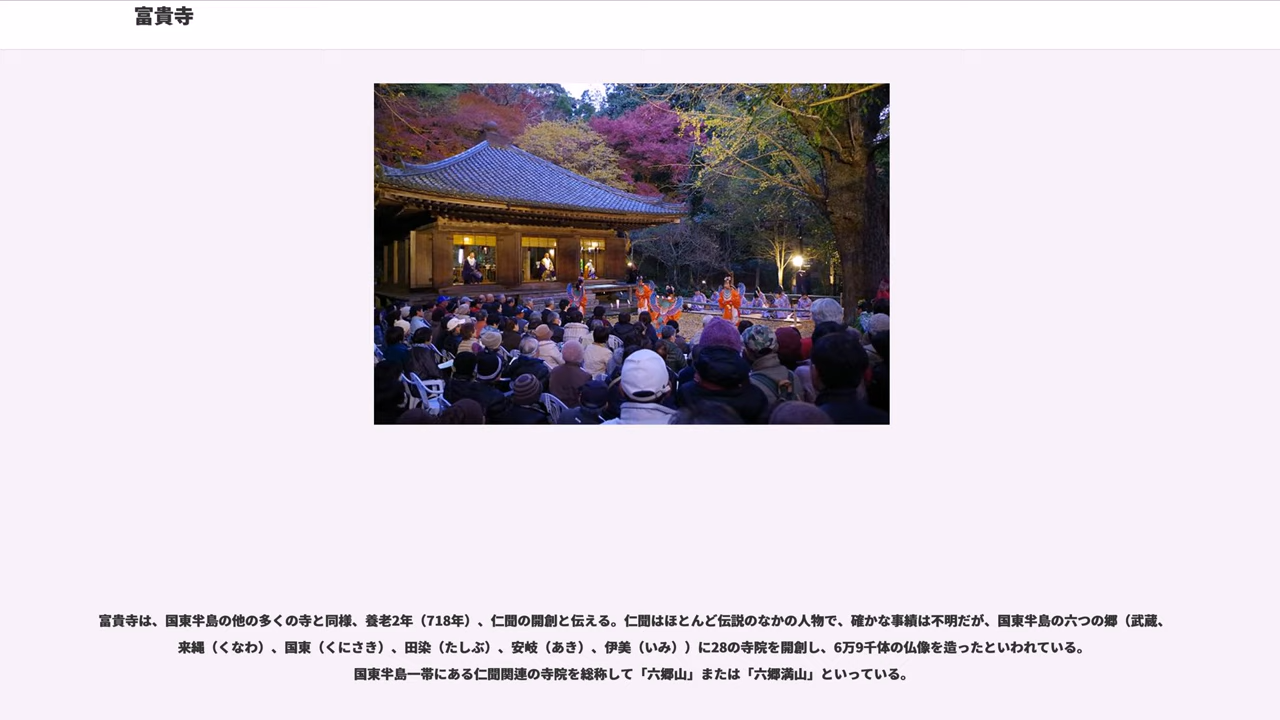 富貴寺
富貴寺は、国東半島の他の多くの寺と同様、養老2年（718年）、仁聞の開創と伝える。仁聞はほとんど伝説のなかの人物で、確かな事績は不明だが、国東半島の六つの郷（武蔵、
来縄（くなわ）、国東（くにさき）、田染（たしぶ）、安岐（あき）、伊美（いみ））に28の寺院を開創し、6万9千体の仏像を造ったといわれている。
国東半島一帯にある仁聞関連の寺院を総称して「六郷山」または「六郷満山」といっている。